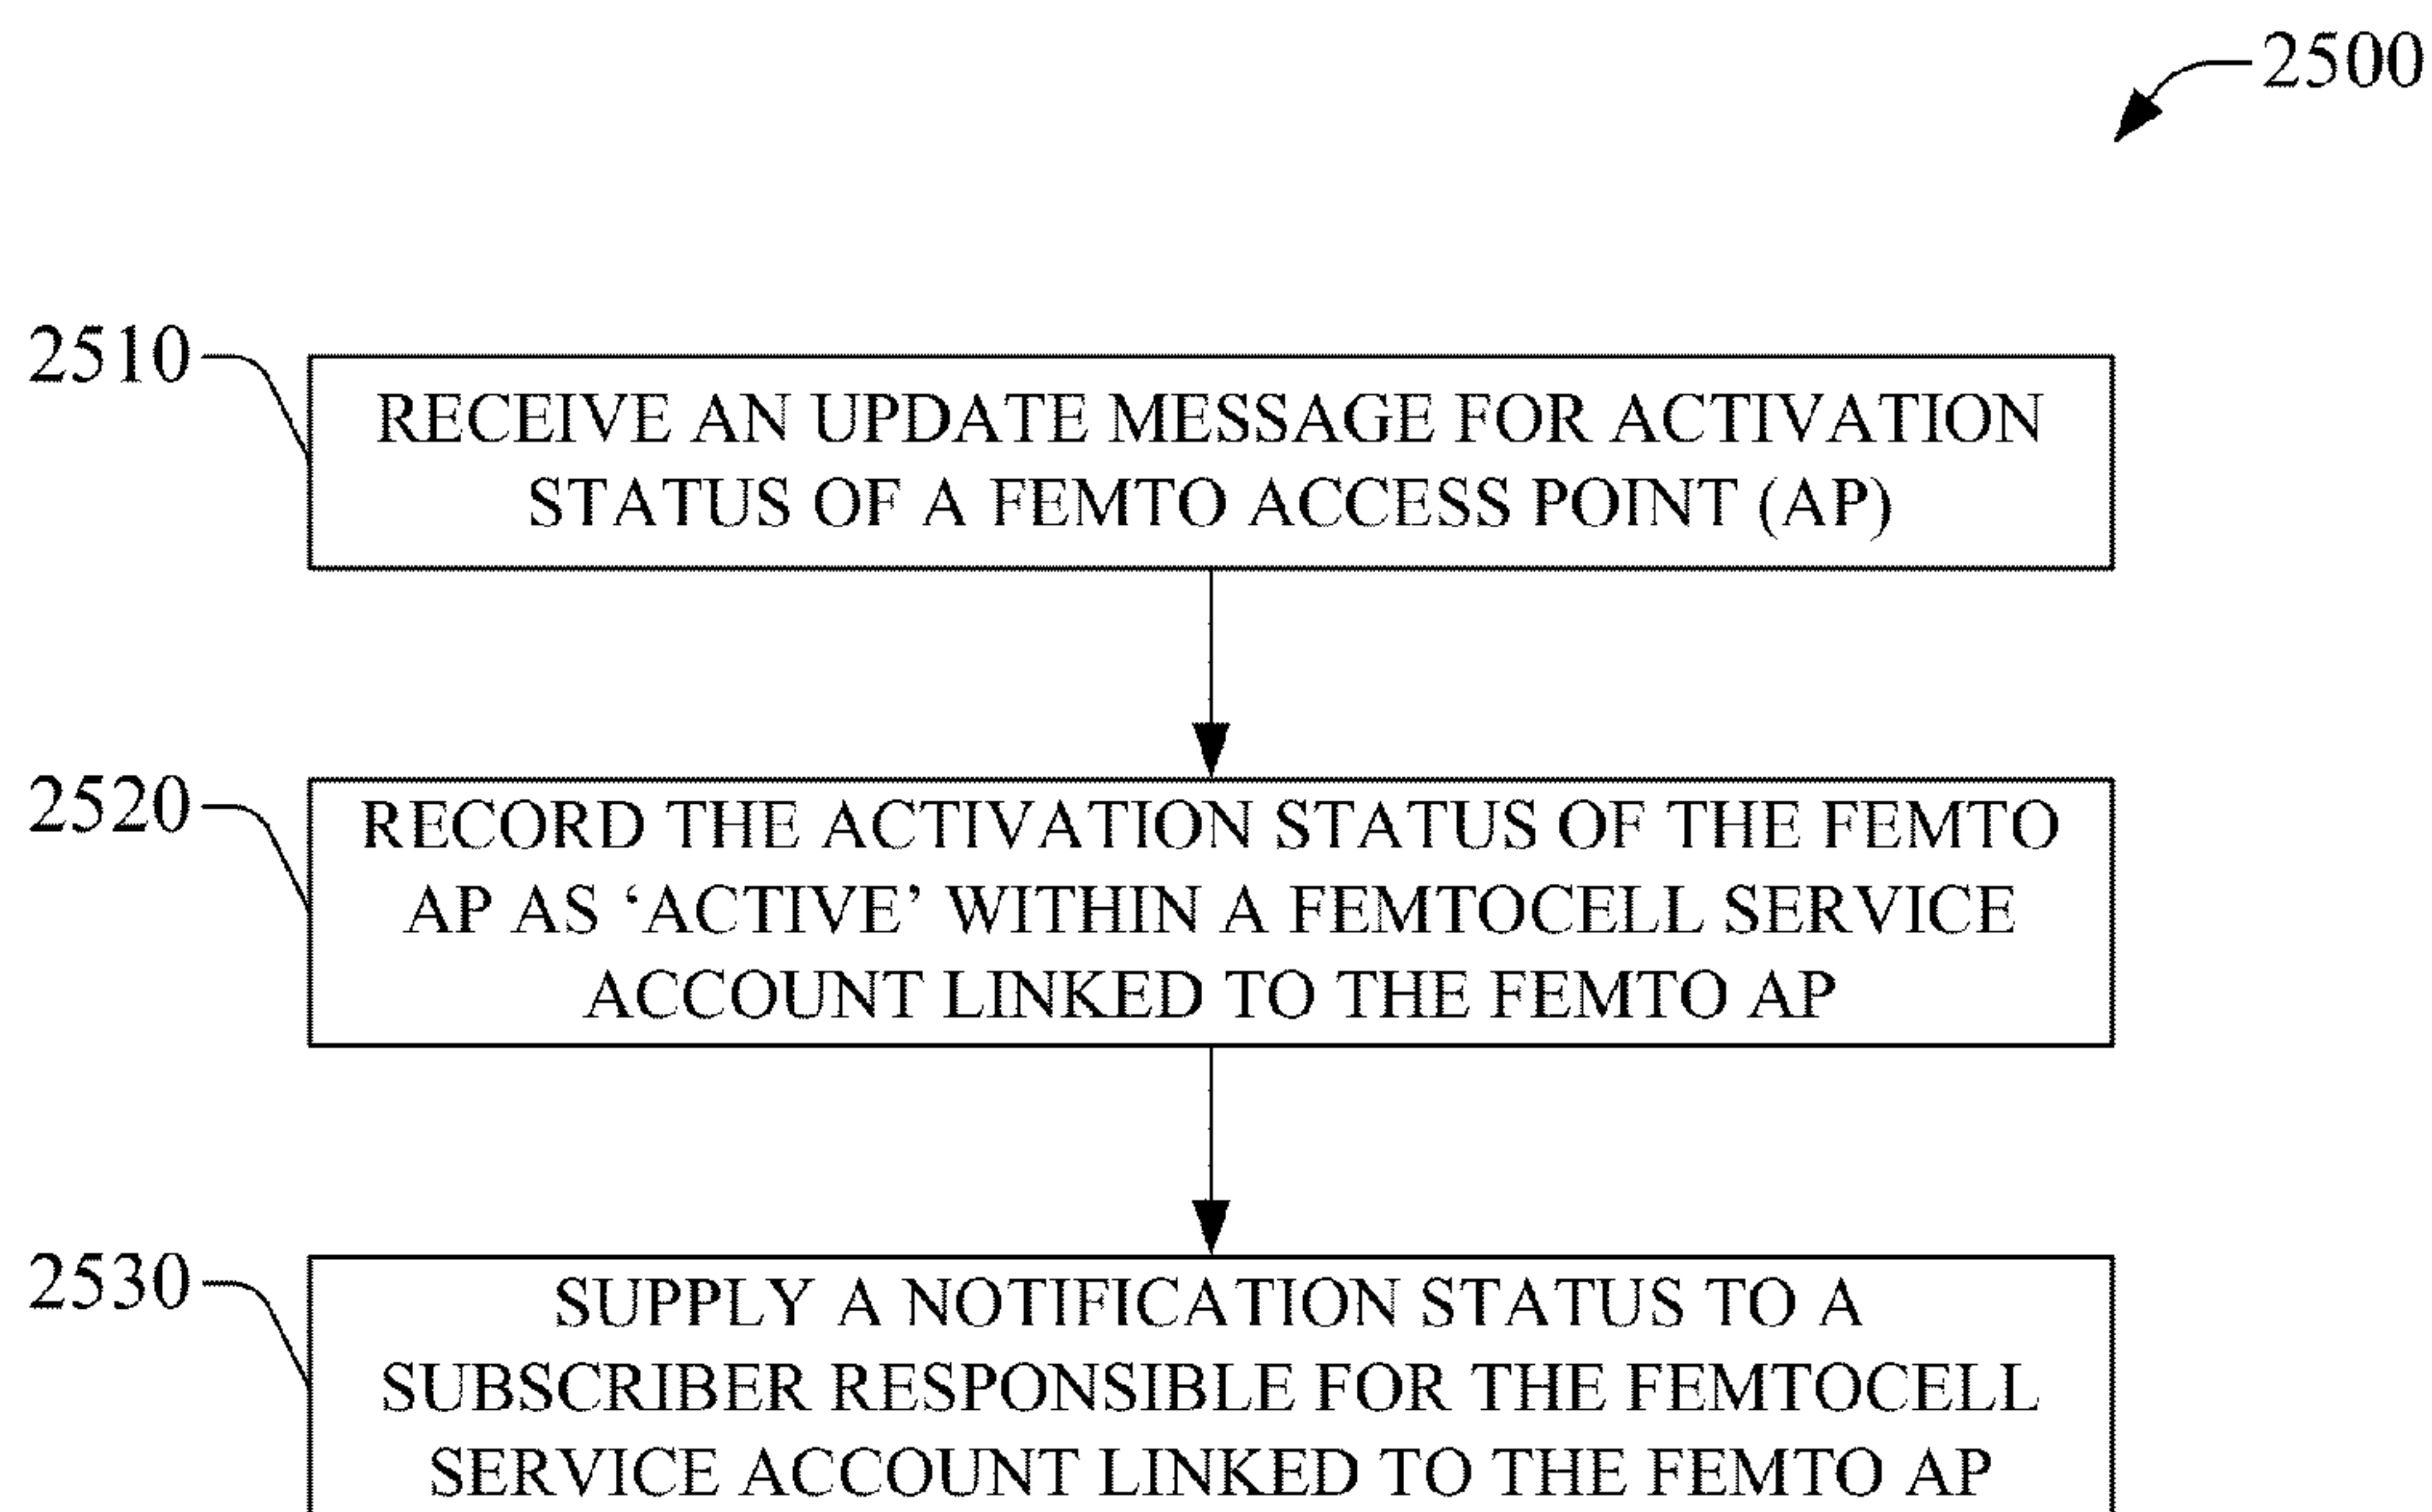 2500
2510
RECEIVE AN UPDATE MESSAGE FOR ACTIVATION
STATUS OF A FEMTO ACCESS POINT (AP)
2520
RECORD THE ACTIVATION STATUS OF THE FEMTO
AP AS ‘ACTIVE’ WITHIN A FEMTOCELL SERVICE
ACCOUNT LINKED TO THE FEMTO AP
2530
SUPPLY A NOTIFICATION STATUS TO A
SUBSCRIBER RESPONSIBLE FOR THE FEMTOCELL
SERVICE ACCOUNT LINKED TO THE FEMTO AP